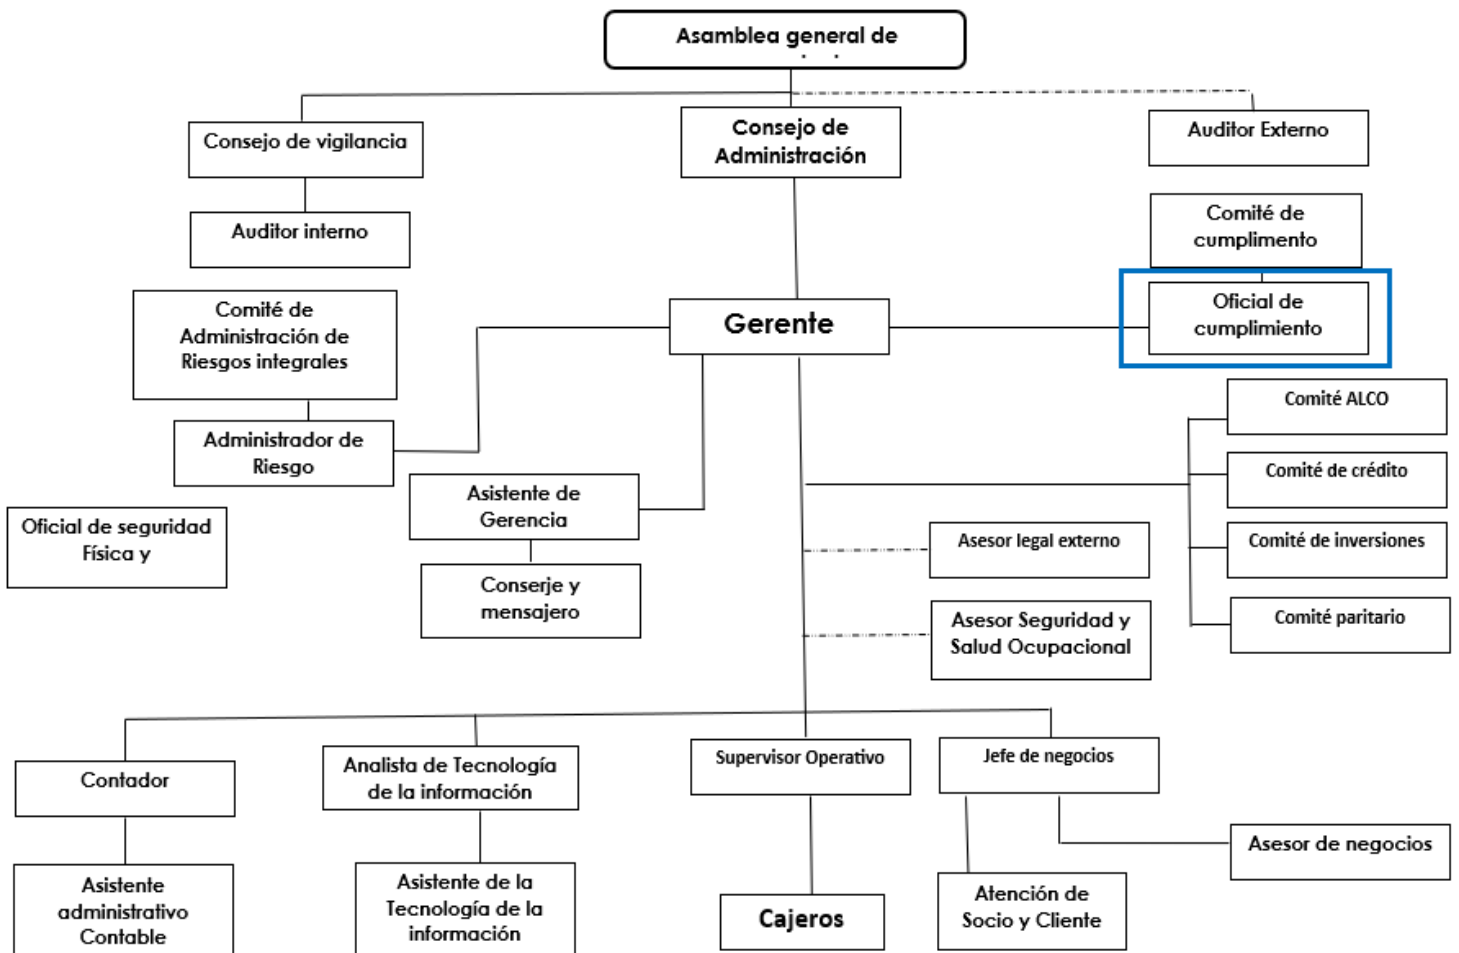 Asamblea general de
Consejo de vigilancia
Consejo de
Administración
Auditor Externo
Auditor interno
Comité de
cumplimento
Comité de
Administración de
Riesgos integrales
Gerente
Oficial de
cumplimiento
Administrador de
Riesgo
Comité ALCO
Asistente de
Gerencia
Comité de crédito
Oficial de seguridad
Física y
Asesor legal externo
Comité de inversiones
Conserje y
mensajero
Asesor Seguridad y
Salud Ocupacional
Comité paritario
Contador
Analista de Tecnología
de la información
Supervisor Operativo
Jefe de negocios
Asesor de negocios
Asistente
administrativo
Contable
Asistente de la
Tecnología de la
información
Cajeros
Atención de
Socio y Cliente